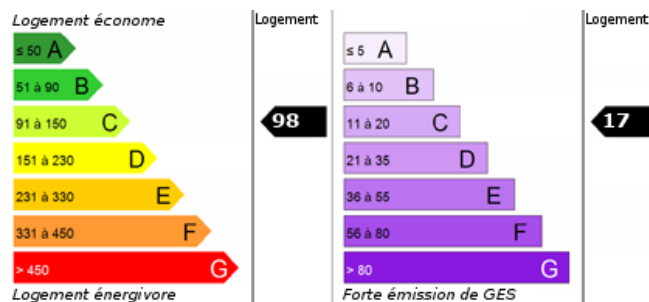 Logement économe
Logement
≤ 50 A
51 à 90 B
91 à 150 C
98
151 à 230 D
231 à 330 E
331 à 450 F
> 450 G
Logement énergivore
Logement
≤ 5 A
6 à 10 B
11 à 20 C
17
21 à 35 D
36 à 55 E
56 à 80 F
> 80 G
Forte émission de GES